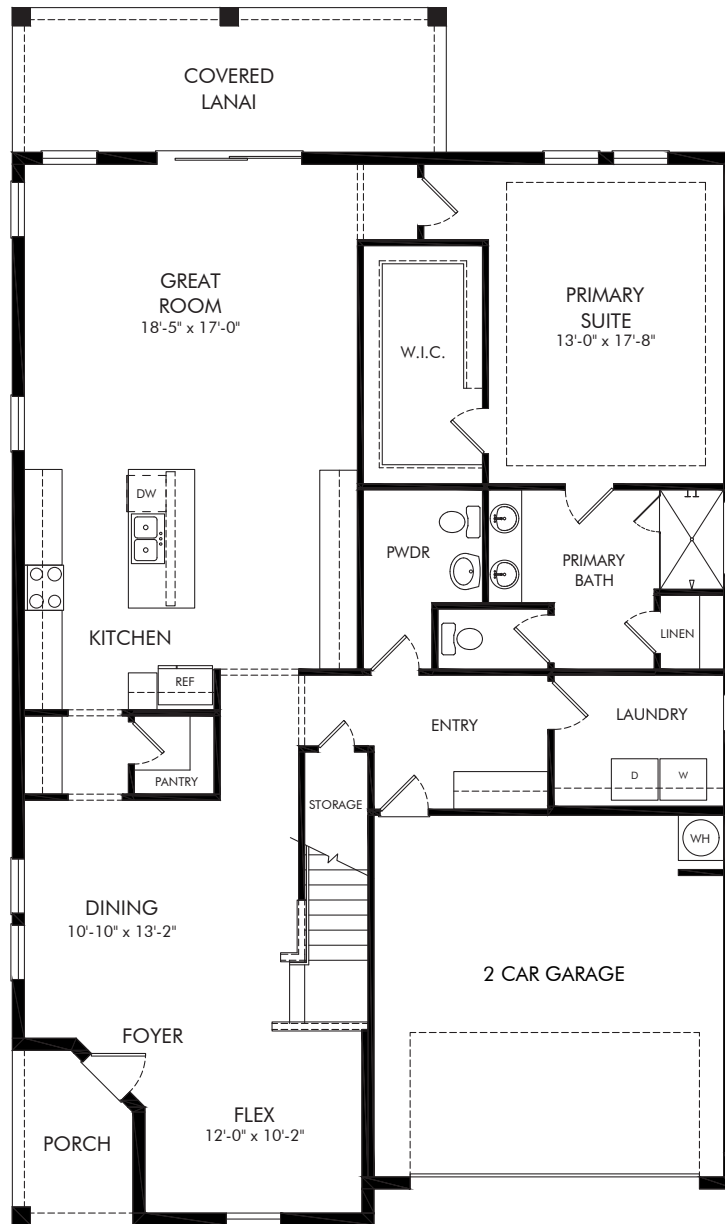 COVERED
LANAI
GREAT
ROOM
18'-5" x 17'-0"
PRIMARY
SUITE
13'-0" x 17'-8"
W.I.C.
DW
PWDR
PRIMARY
BATH
KITCHEN
LINEN
REF
ENTRY
LAUNDRY
PANTRY
D
W
STORAGE
WH
DINING
10'-10" x 13'-2"
2 CAR GARAGE
FOYER
FLEX
12'-0" x 10'-2"
PORCH